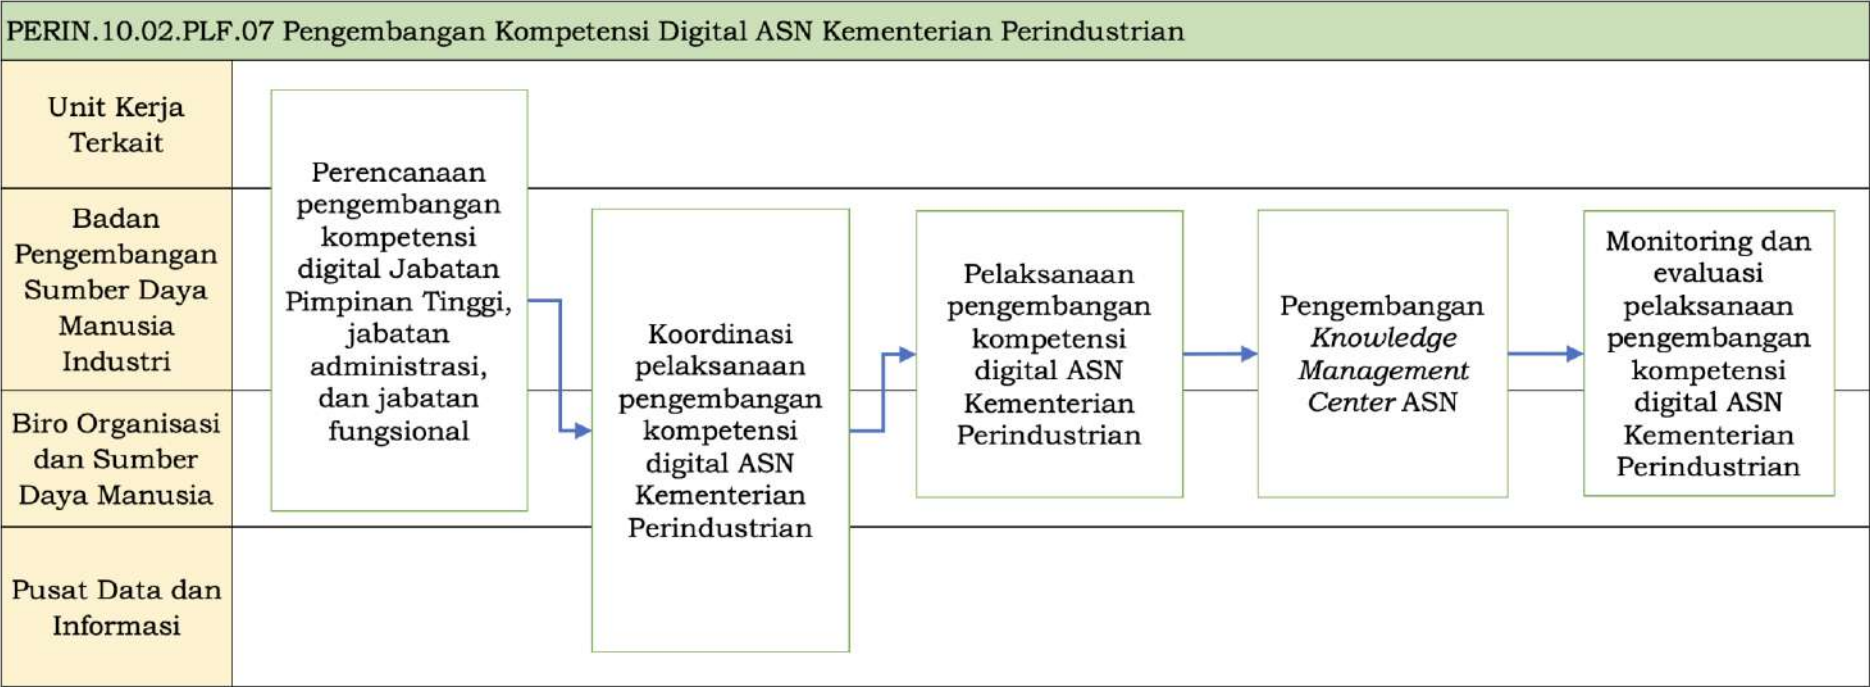 PERIN.10.02.PLF.07 Pengembangan Kompetensi Digital ASN Kementerian Perindustrian
Unit Kerja
Terkait
Badan
Pengembangan
Sumber Daya
Manusia
Industri
Biro Organisasi
dan Sumber
Daya Manusia
Pusat Data dan
Informasi
Perencanaan
pengembangan
kompetensi
digital Jabatan
Pimpinan Tinggi,
jabatan
administrasi,
dan jabatan
fungsional
Koordinasi
pelaksanaan
pengembangan
kompetensi
digital ASN
Kementerian
Perindustrian
Pelaksanaan
pengembangan
kompetensi
digital ASN
Kementerian
Perindustrian
Pengembangan
Knowledge
Management
Center ASN
Monitoring dan
evaluasi
pelaksanaan
pengembangan
kompetensi
digital ASN
Kementerian
Perindustrian